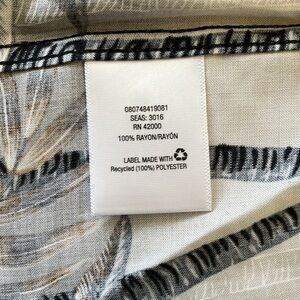 080748419081
SEAS: 3016
RN 42000
100% RAYON/RAYÓN
LABEL MADE WITH
Recycled (100%) POLYESTER